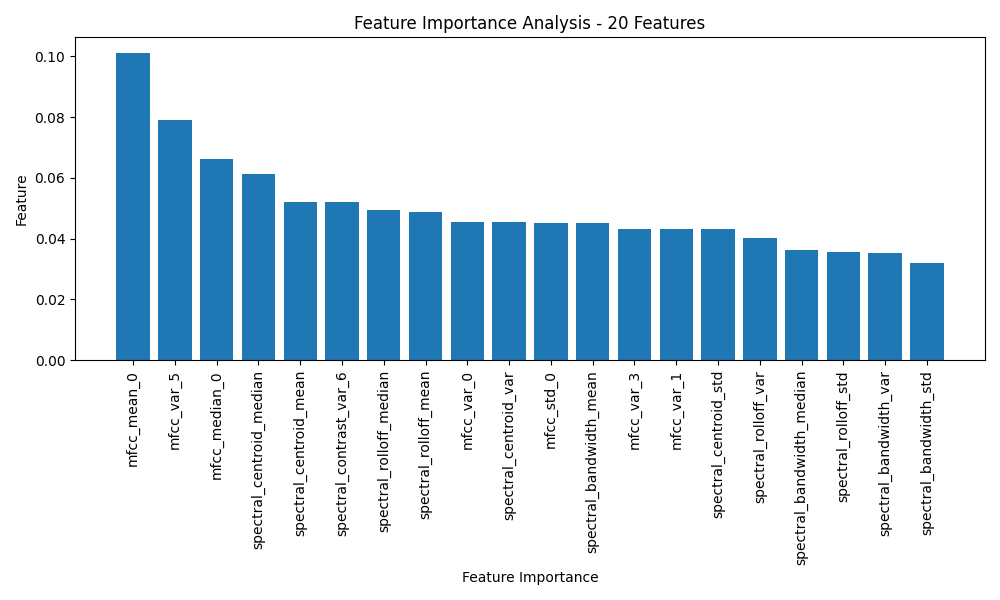 Feature Importance Analysis - 20 Features
Feature
0.10
0.08
0.06
0.04
0.02
0.00
mfcc_mean_0
mfcc_var_5
mfcc_median_0
spectral_centroid_median
spectral_centroid_mean
spectral_contrast_var_6
spectral_rolloff_median
spectral_rolloff_mean
mfcc_var_0
spectral_centroid_var
mfcc_std_0
spectral_bandwidth_mean
mfcc_var_3
mfcc_var_1
spectral_centroid_std
spectral_rolloff_var
spectral_bandwidth_median
spectral_rolloff_std
spectral_bandwidth_var
spectral_bandwidth_std
Feature Importance